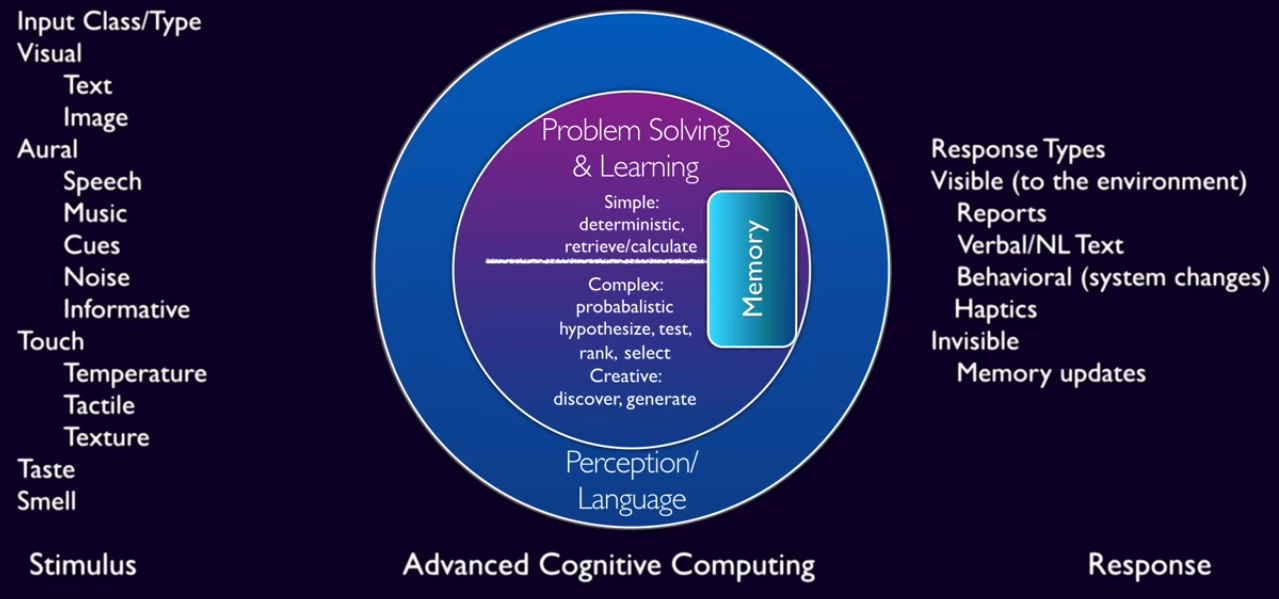 Input Class/Type
Visual
Text
Image
Aural
Speech
Music
Cues
Noise
Informative
Touch
Temperature
Tactile
Texture
Taste
Smell
Stimulus
Problem Solving
& Learning
Simple:
deterministic,
retrieve/calculate
Complex:
probabalistic
hypothesize, test,
rank, select
Creative:
discover, generate
Memory
Perception/
Language
Advanced Cognitive Computing
Response Types
Visible (to the environment)
Reports
Verbal/NL Text
Behavioral (system changes)
Haptics
Invisible
Memory updates
Response